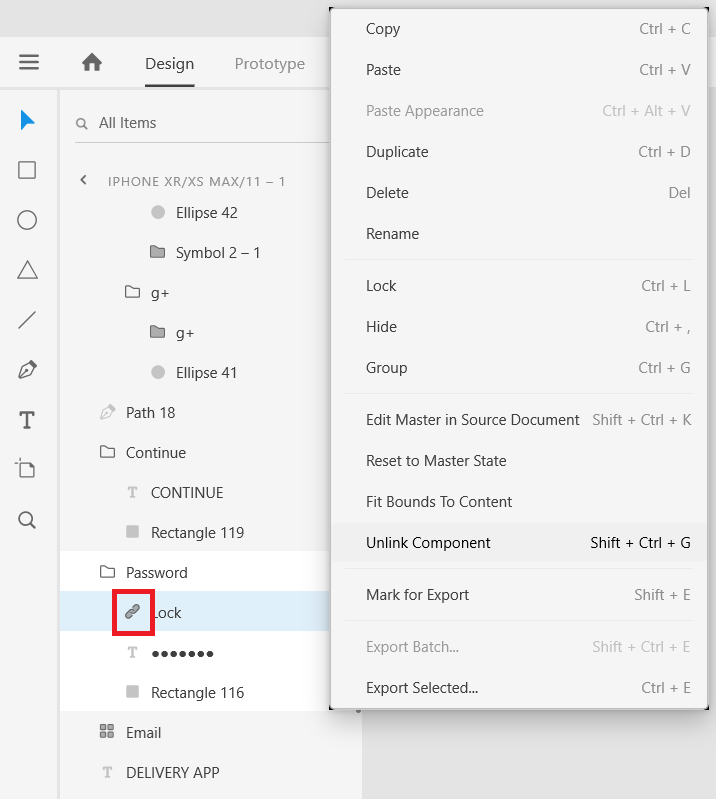 Design Prototype
All Items
IPHONE XR/XS MAX/11 – 1
Ellipse 42
Symbol 2 – 1
g+
g+
Ellipse 41
Path 18
Continue
T CONTINUE
Rectangle 119
Password
Lock
T ●●●●●●●
Rectangle 116
Email
T DELIVERY APP
T
Copy Ctrl + C
Paste Ctrl + V
Paste Appearance Ctrl + Alt + V
Duplicate Ctrl + D
Delete Del
Rename
Lock Ctrl + L
Hide Ctrl + ,
Group Ctrl + G
Edit Master in Source Document Shift + Ctrl + K
Reset to Master State
Fit Bounds To Content
Unlink Component Shift + Ctrl + G
Mark for Export Shift + E
Export Batch... Shift + Ctrl + E
Export Selected... Ctrl + E